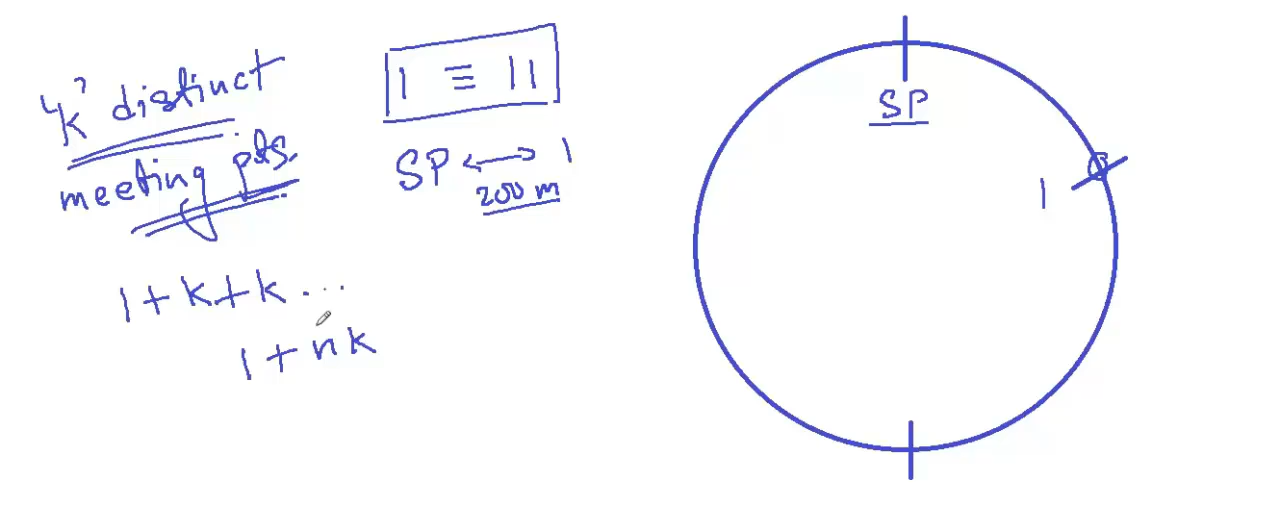 'k' distinct
meeting pts.
1 + k + k ...
1 + nk
1 ≡ 11
SP ⟷ 1
200 m
SP
1